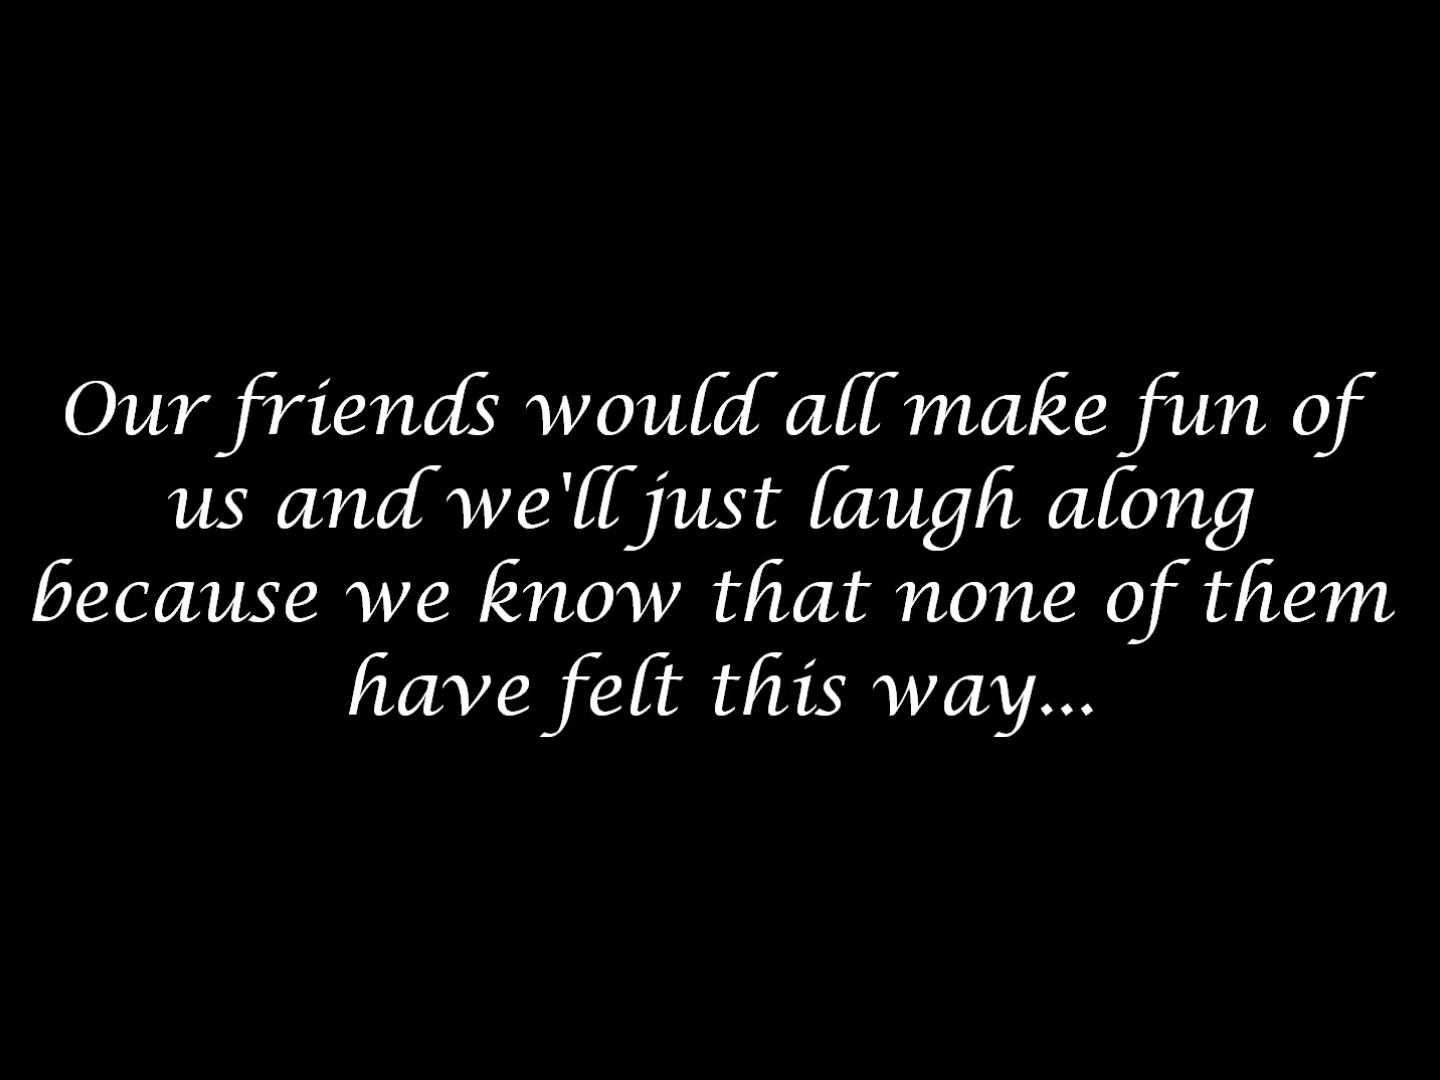 Our friends would all make fun of
us and we'll just laugh along
because we know that none of them
have felt this way...